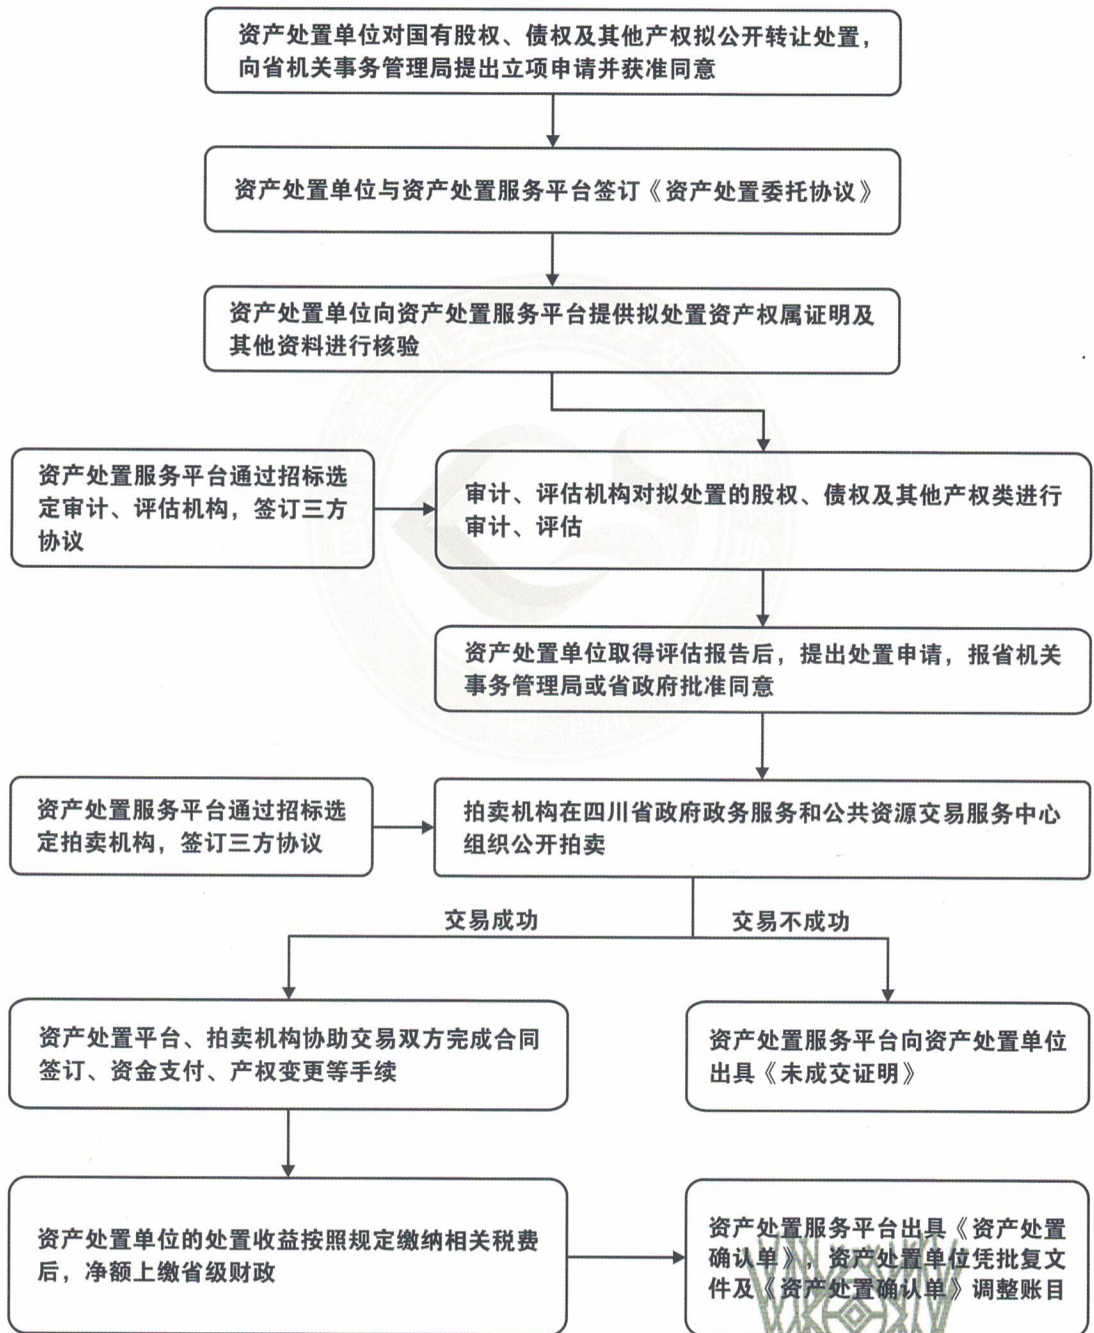 资产处置单位对国有股权、债权及其他产权拟公开转让处置，
向省机关事务管理局提出立项申请并获准同意
资产处置单位与资产处置服务平台签订《资产处置委托协议》
资产处置单位向资产处置服务平台提供拟处置资产权属证明及
其他资料进行核验
资产处置服务平台通过招标选
定审计、评估机构，签订三方
协议
审计、评估机构对拟处置的股权、债权及其他产权类进行
审计、评估
资产处置单位取得评估报告后，提出处置申请，报省机关
事务管理局或省政府批准同意
资产处置服务平台通过招标选
定拍卖机构，签订三方协议
拍卖机构在四川省政府政务服务和公共资源交易服务中心
组织公开拍卖
交易成功
交易不成功
资产处置平台、拍卖机构协助交易双方完成合同
签订、资金支付、产权变更等手续
资产处置服务平台向资产处置单位
出具《未成交证明》
资产处置单位的处置收益按照规定缴纳相关税费
后，净额上缴省级财政
资产处置服务平台出具《资产处置
确认单》，资产处置单位凭批复文
件及《资产处置确认单》调整账目